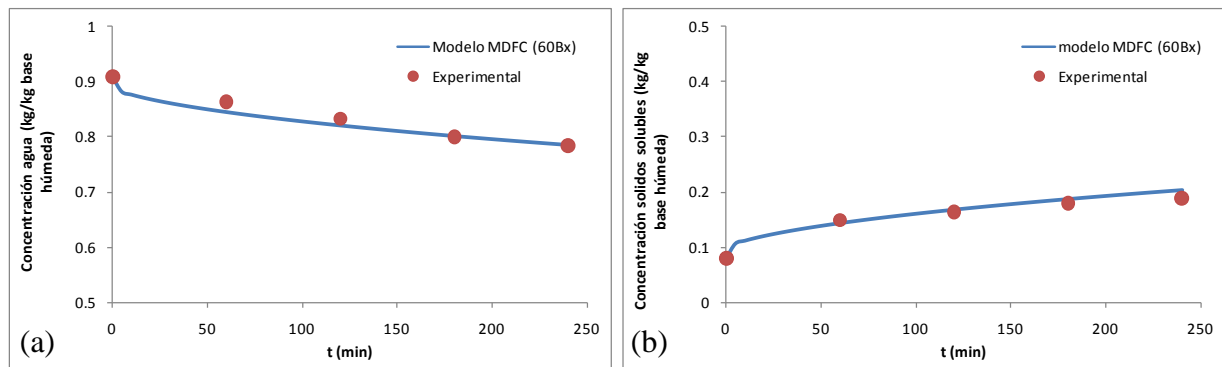 Concentración agua (kg/kg base
húmeda)
1
0.9
0.8
0.7
0.6
0.5
Modelo MDFC (60Bx)
Experimental
0
50
100
150
200
250
t (min)
(a)
Concentración solidos solubles (kg/kg
base húmeda)
0.5
0.4
0.3
0.2
0.1
0
modelo MDFC (60Bx)
Experimental
0
50
100
150
200
250
t (min)
(b)